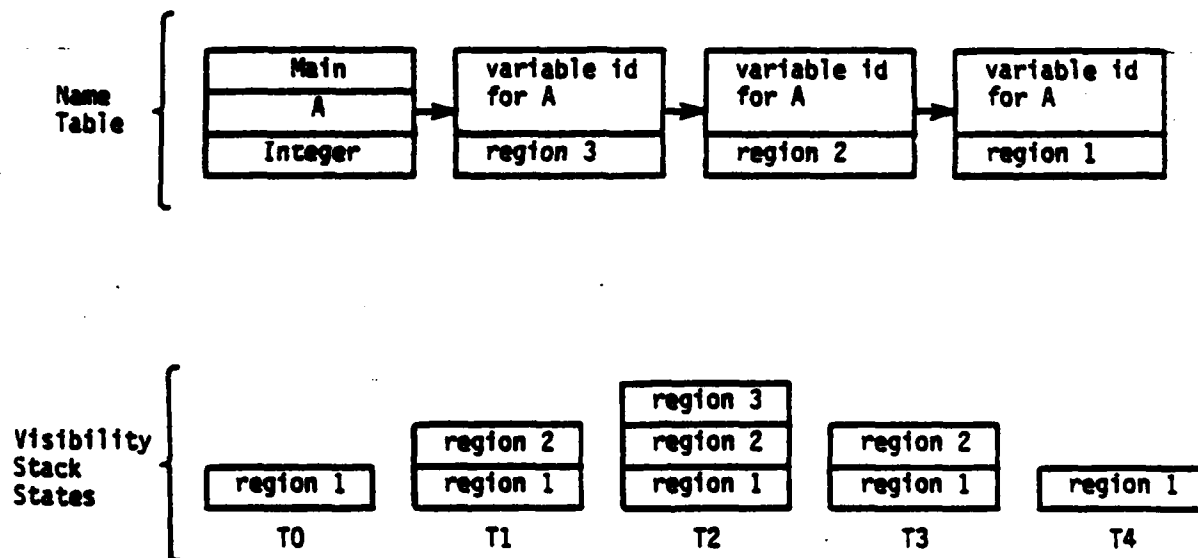 Name
Table
Main
A
Integer
variable id
for A
region 3
variable id
for A
region 2
variable id
for A
region 1
Visibility
Stack
States
region 1
T0
region 2
region 1
T1
region 3
region 2
region 1
T2
region 2
region 1
T3
region 1
T4